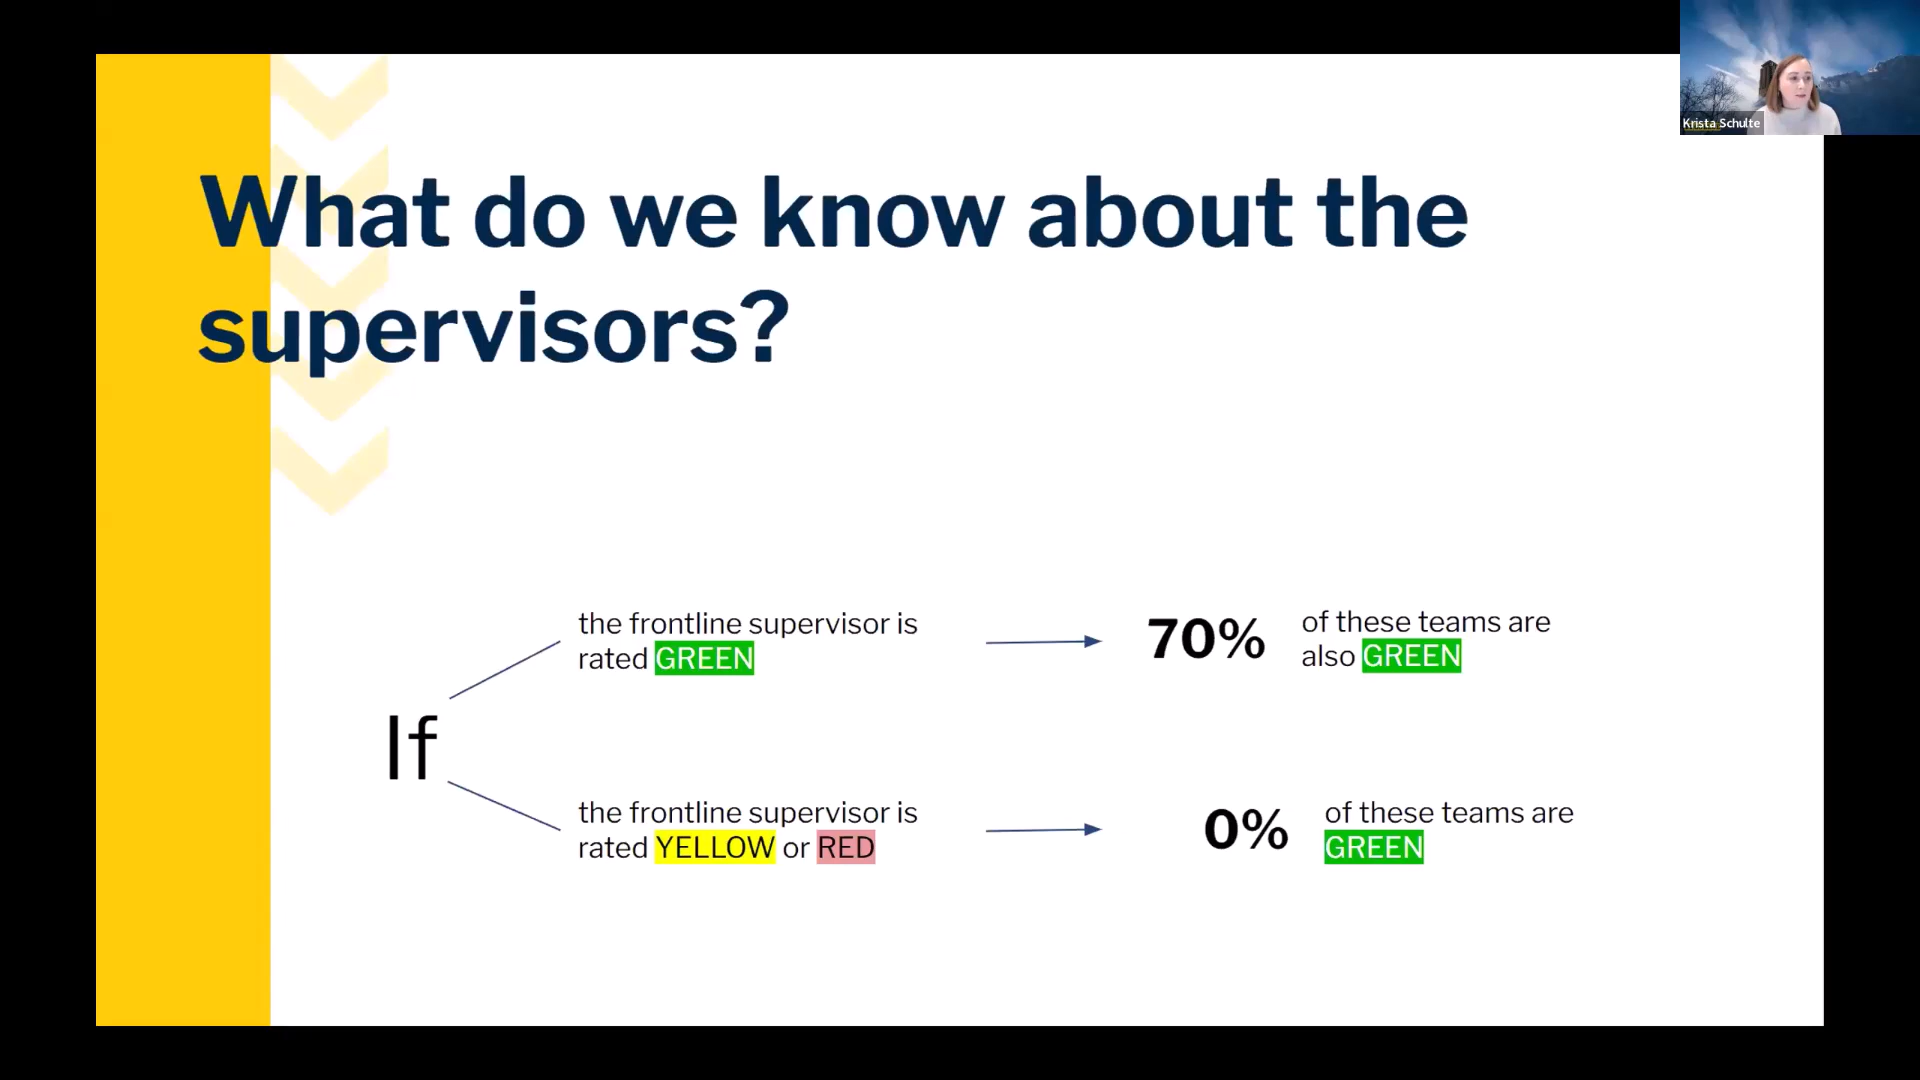 Krista Schulte
What do we know about the
supervisors?
If
the frontline supervisor is
rated GREEN
70%
of these teams are
also GREEN
the frontline supervisor is
rated YELLOW or RED
0%
of these teams are
GREEN